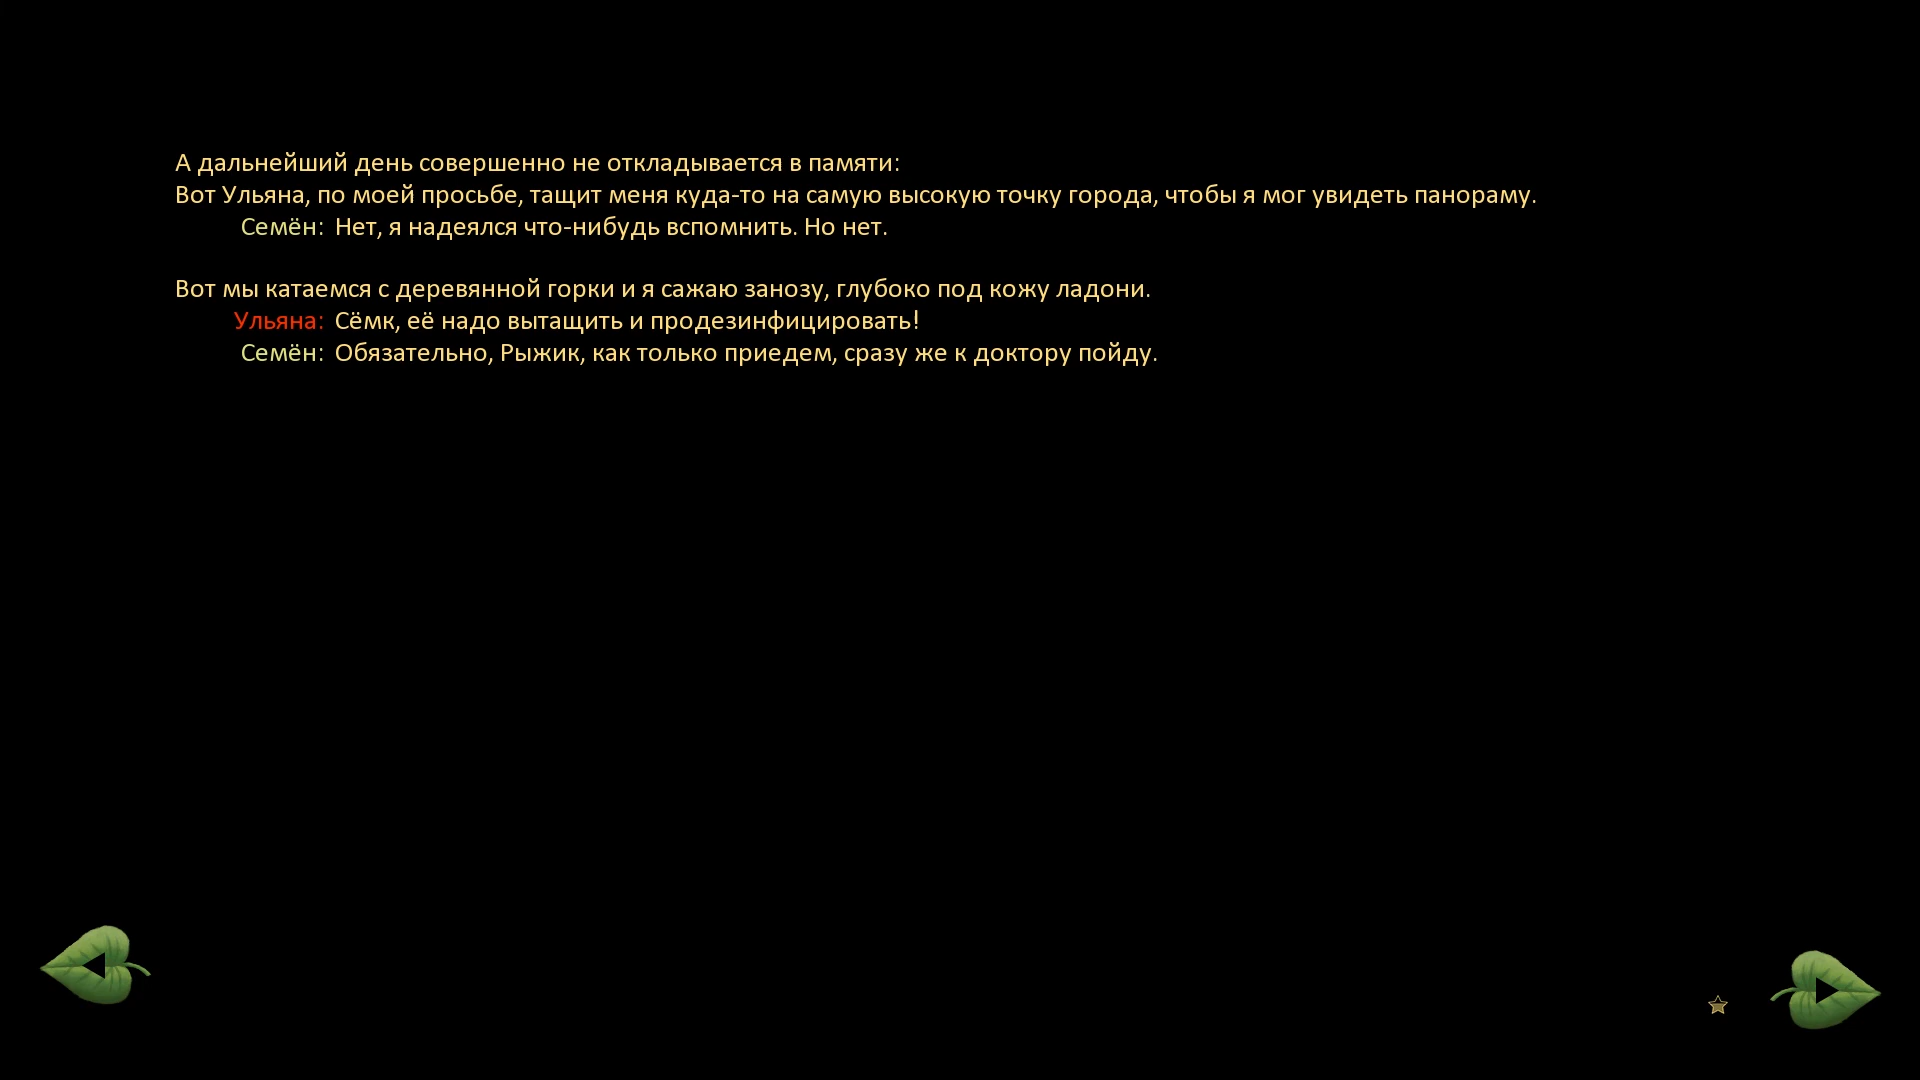 А дальнейший день совершенно не откладывается в памяти:
Вот Ульяна, по моей просьбе, тащит меня куда-то на самую высокую точку города, чтобы я мог увидеть панораму.
Семён: Нет, я надеялся что-нибудь вспомнить. Но нет.
Вот мы катаемся с деревянной горки и я сажаю занозу, глубоко под кожу ладони.
Ульяна: Сёмк, её надо вытащить и продезинфицировать!
Семён: Обязательно, Рыжик, как только приедем, сразу же к доктору пойду.